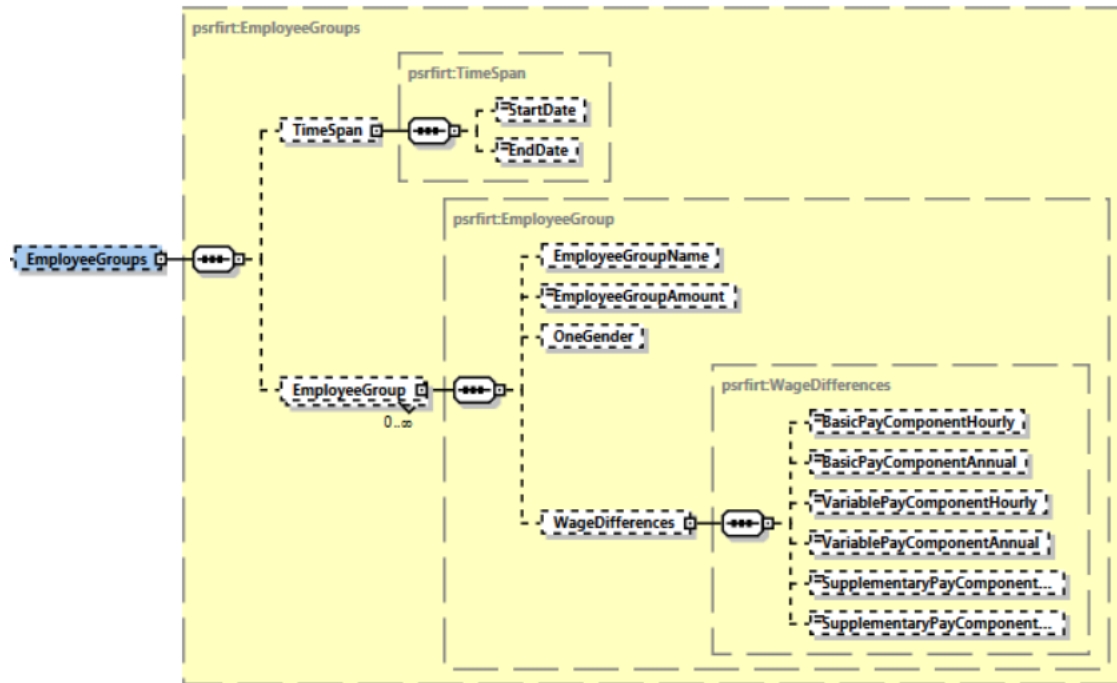 psrfirt:EmployeeGroups
psrfirt:TimeSpan
StartDate
TimeSpan
EndDate
psrfirt:EmployeeGroup
EmployeeGroups
EmployeeGroupName
EmployeeGroupAmount
OneGender
psrfirt:WageDifferences
EmployeeGroup
0..∞
BasicPayComponentHourly
BasicPayComponentAnnual
VariablePayComponentHourly
WageDifferences
VariablePayComponentAnnual
SupplementaryPayComponent...
SupplementaryPayComponent...